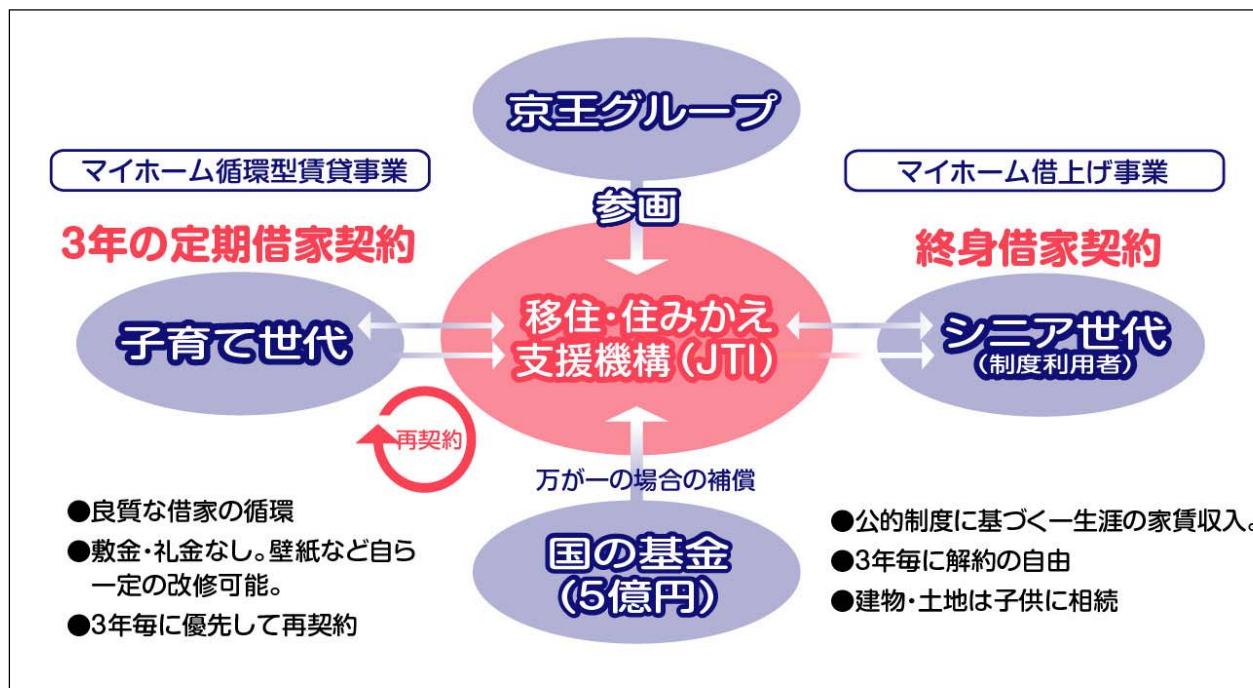 京王グループ
参画
マイホーム循環型賃貸事業
3年の定期借家契約
子育て世代
マイホーム借上げ事業
終身借家契約
シニア世代
(制度利用者)
移住・住みかえ
支援機構(JTI)
再契約
万が一の場合の補償
国の基金
(5億円)
●良質な借家の循環
●敷金・礼金なし。壁紙など自ら
一定の改修可能。
●3年毎に優先して再契約
●公的制度に基づく一生涯の家賃収入。
●3年毎に解約の自由
●建物・土地は子供に相続